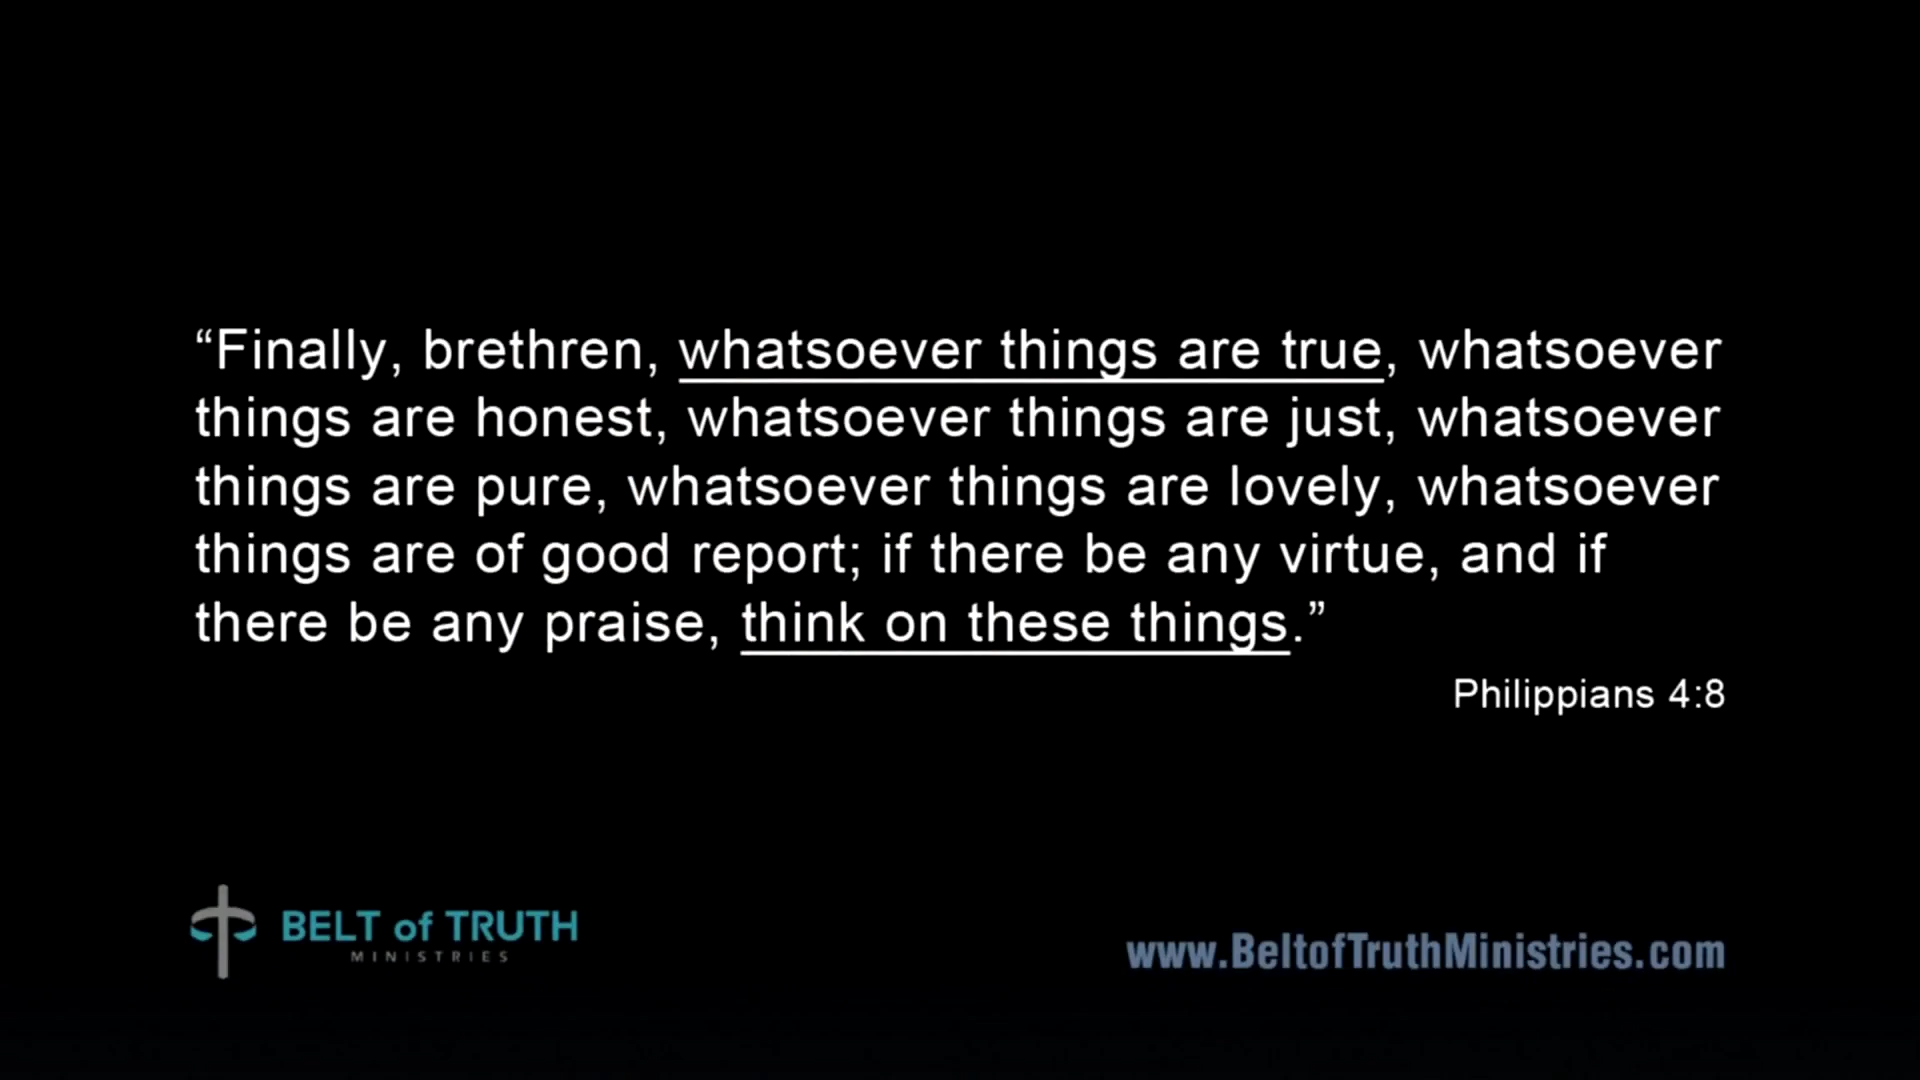 “Finally, brethren, whatsoever things are true, whatsoever
things are honest, whatsoever things are just, whatsoever
things are pure, whatsoever things are lovely, whatsoever
things are of good report; if there be any virtue, and if
there be any praise, think on these things.”
Philippians 4:8
BELT of TRUTH
MINISTRIES
www.BeltofTruthMinistries.com